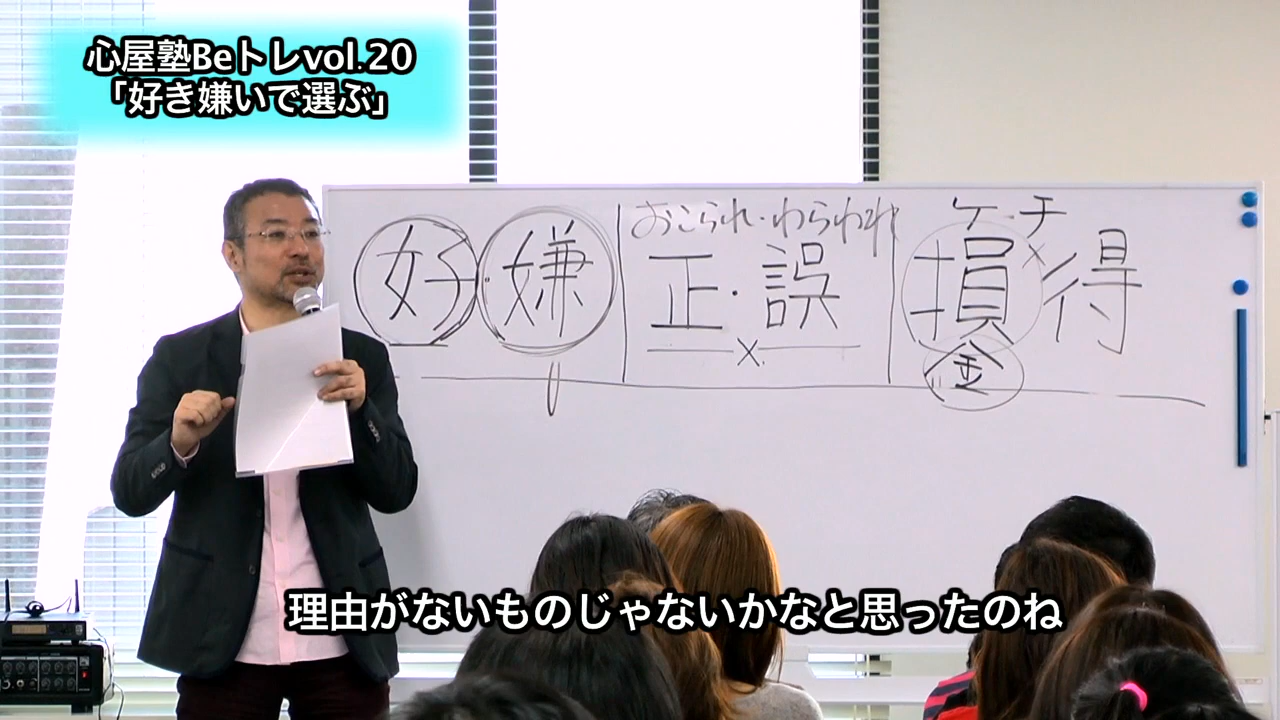 心屋塾Beトレvol.20
「好き嫌いで選ぶ」
おこられ・わらわれ
ケ・チ
好・嫌
正・誤
損×得
×
金
理由がないものじゃないかなと思ったのね